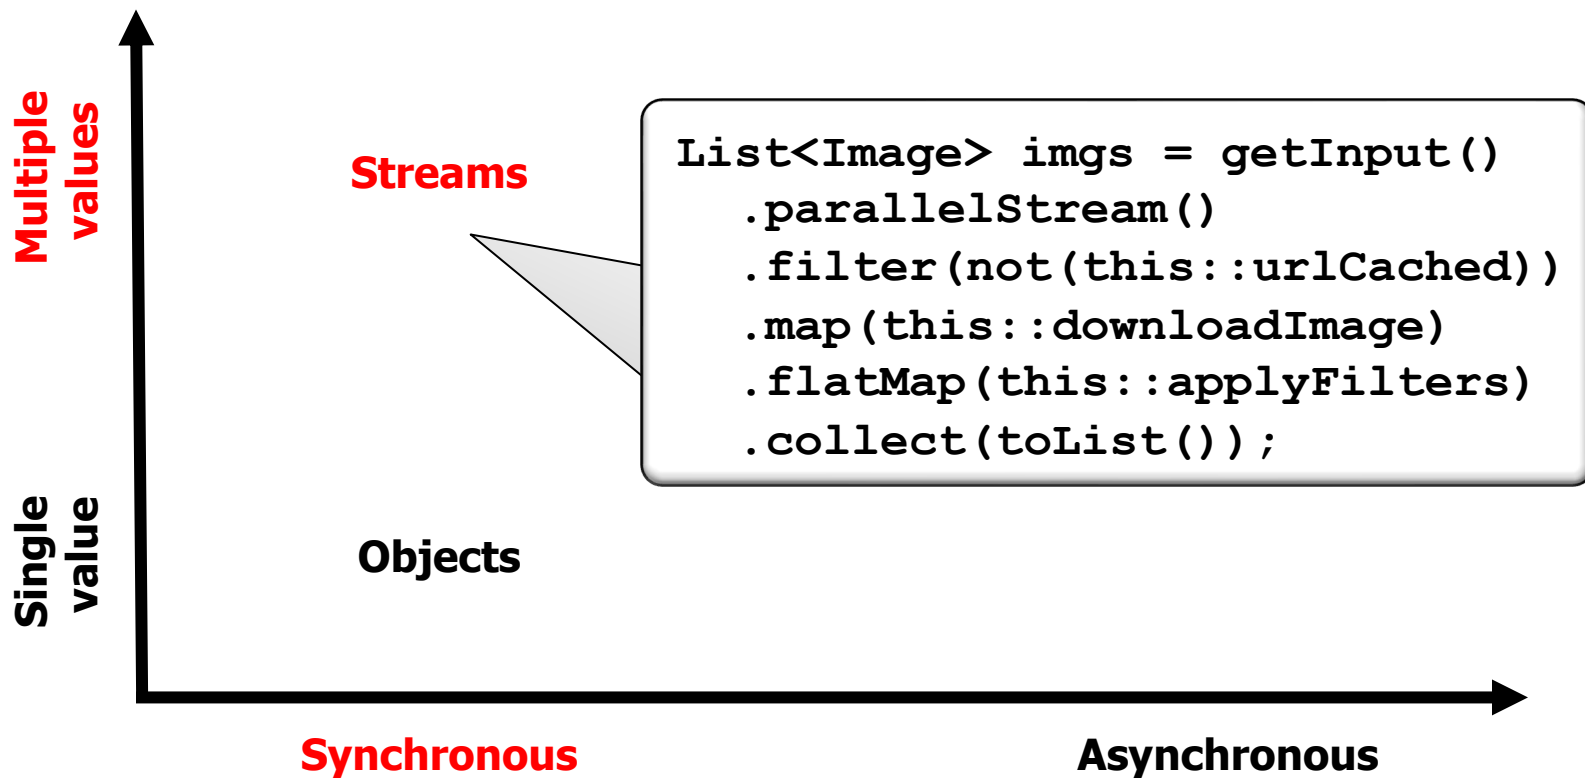 Multiple
values
Streams
List<Image> imgs = getInput()
.parallelStream()
.filter(not(this::urlCached))
.map(this::downloadImage)
.flatMap(this::applyFilters)
.collect(toList());
Single
value
Objects
Synchronous
Asynchronous